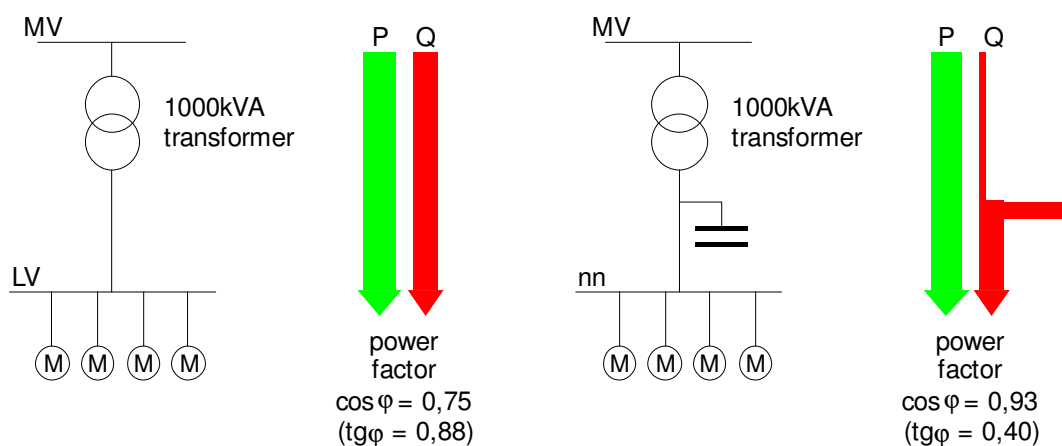 MV
P Q
1000kVA
transformer
LV
M M M M
power
factor
cos φ = 0,75
(tgφ = 0,88)
MV
P Q
1000kVA
transformer
nn
M M M M
power
factor
cos φ = 0,93
(tgφ = 0,40)